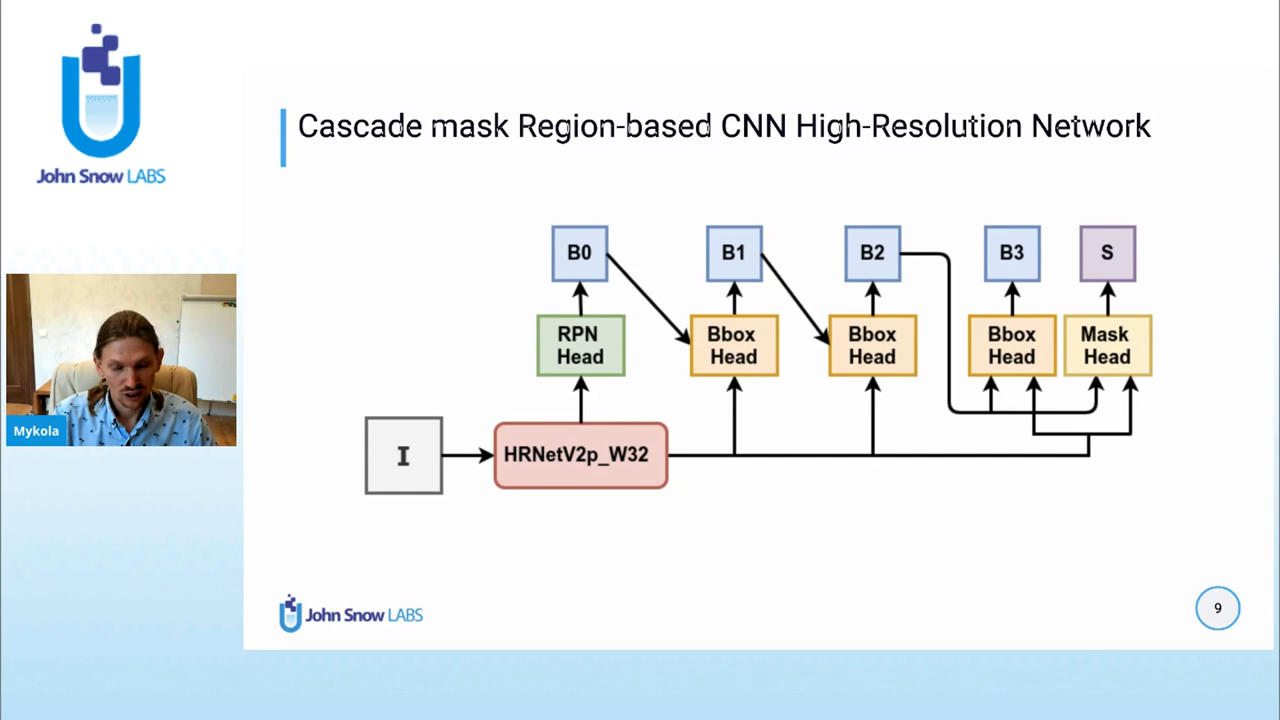 John Snow LABS
Cascade mask Region-based CNN High-Resolution Network
B0
B1
B2
B3
S
RPN
Head
Bbox
Head
Bbox
Head
Bbox
Head
Mask
Head
I
HRNetV2p_W32
Mykola
John Snow LABS
9